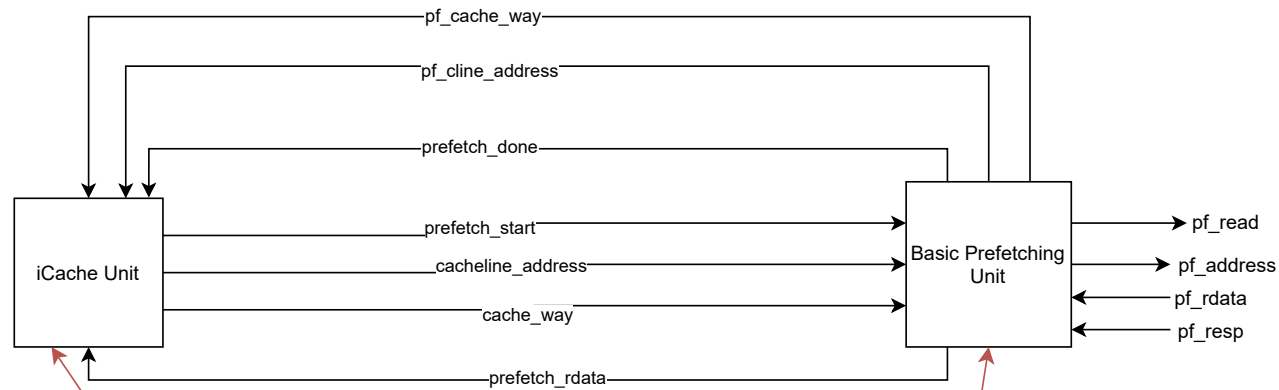 pf_cache_way
pf_cline_address
prefetch_done
prefetch_start
pf_read
iCache Unit
cacheline_address
Basic Prefetching
Unit
pf_address
cache_way
pf_rdata
pf_resp
prefetch_rdata